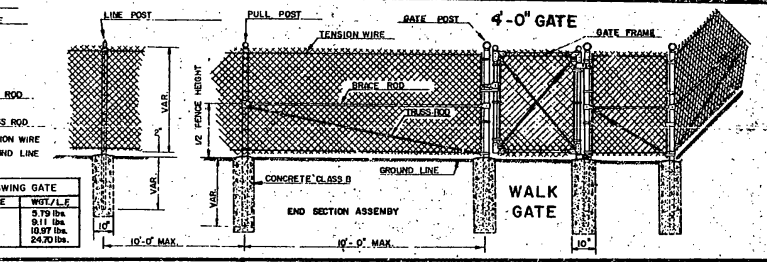 LINE POST
PULL POST
GATE POST
4'-0" GATE
TENSION WIRE
GATE FRAME
ROD
BRACE ROD
VAR.
1/2 FENCE HEIGHT
TRUSS ROD
SS ROD
ION WIRE
ND LINE
GROUND LINE
CONCRETE CLASS B
VAR.
VAR.
WING GATE
E WGT./L.F.
5.79 lbs.
9.11 lbs.
10.97 lbs.
24.70 lbs.
END SECTION ASSEMBY
WALK
GATE
10"
10'-0" MAX.
10'-0" MAX.
10"